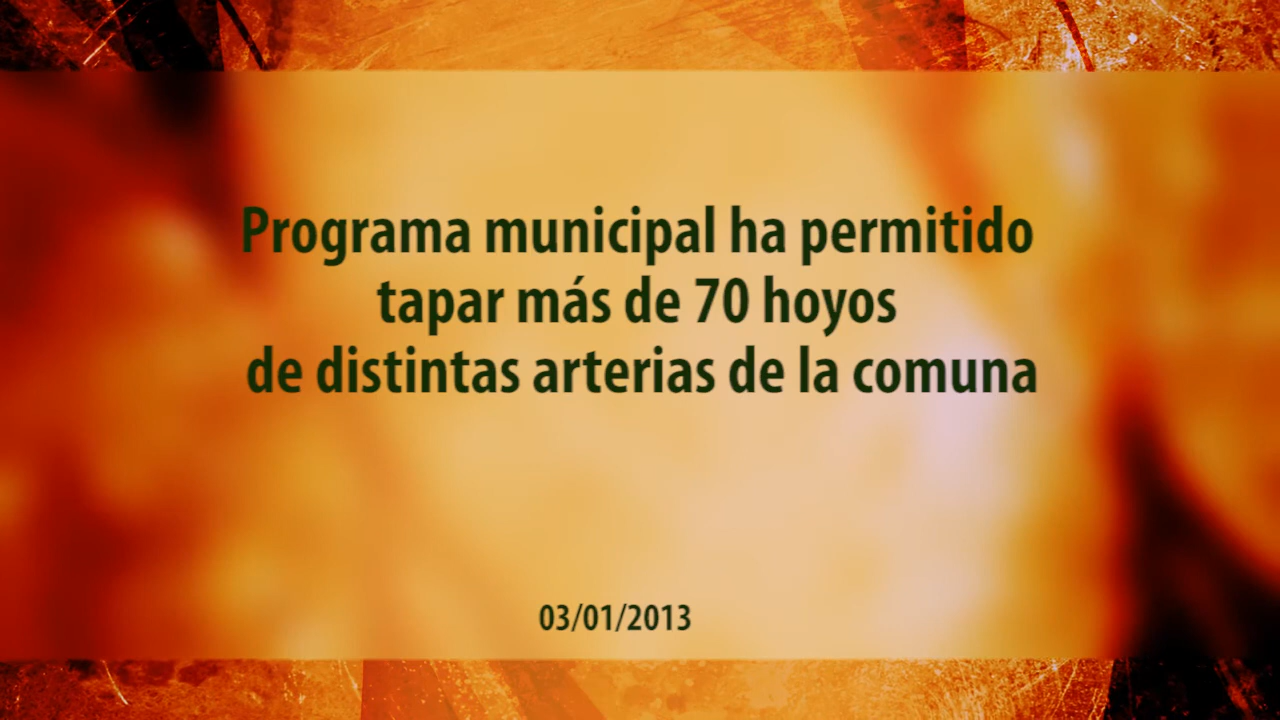 Programa municipal ha permitido
tapar más de 70 hoyos
de distintas arterias de la comuna
03/01/2013